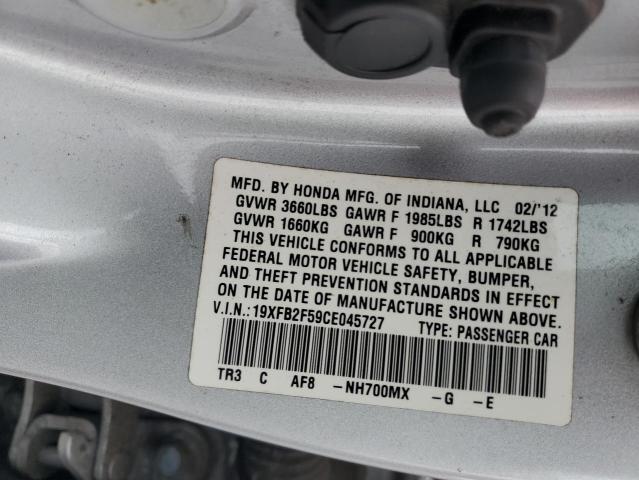 MFD. BY HONDA MFG. OF INDIANA, LLC 02/'12
GVWR 3660LBS GAWR F 1985LBS R 1742LBS
GVWR 1660KG GAWR F 900KG R 790KG
THIS VEHICLE CONFORMS TO ALL APPLICABLE
FEDERAL MOTOR VEHICLE SAFETY, BUMPER,
AND THEFT PREVENTION STANDARDS IN EFFECT
ON THE DATE OF MANUFACTURE SHOWN ABOVE.
V.I.N.:19XFB2F59CE045727 TYPE: PASSENGER CAR
TR3 C AF8 -NH700MX -G -E